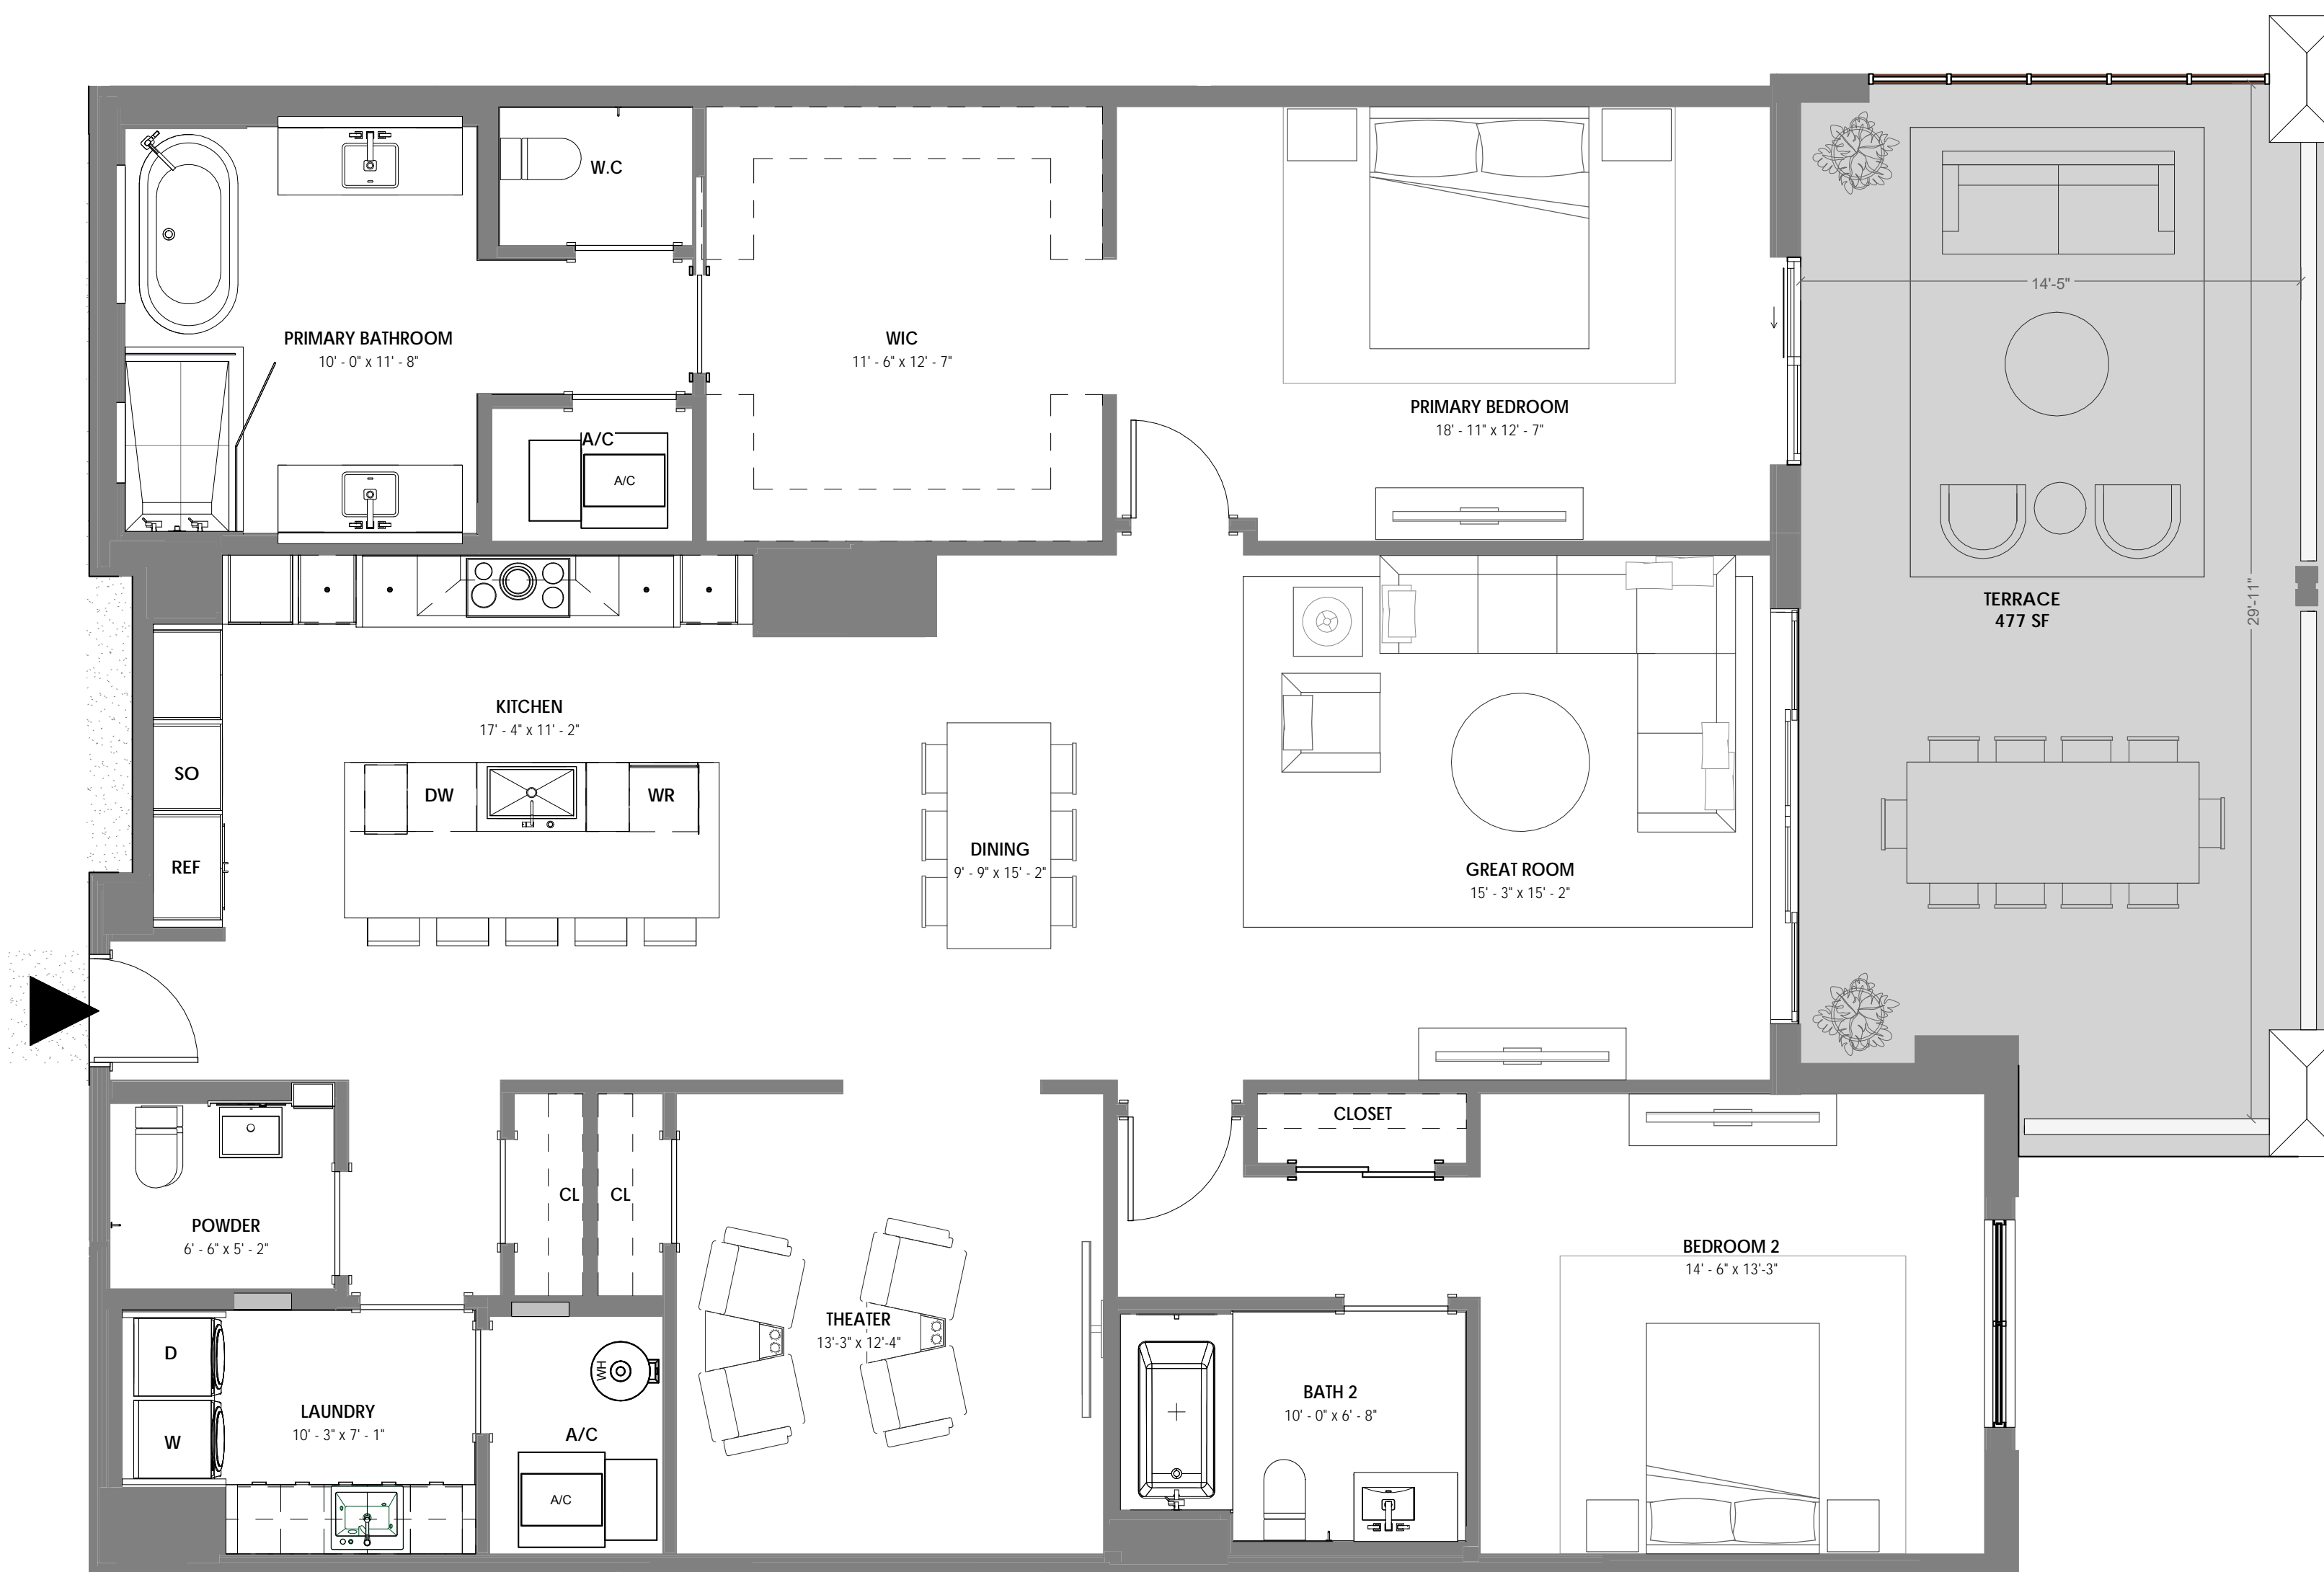 W.C
PRIMARY BATHROOM
10' - 0" x 11' - 8"
WIC
11' - 6" x 12' - 7"
A/C
A/C
PRIMARY BEDROOM
18' - 11" x 12' - 7"
14'-5"
TERRACE
477 SF
29'-11"
KITCHEN
17' - 4" x 11' - 2"
SO
REF
DW
WR
DINING
9' - 9" x 15' - 2"
GREAT ROOM
15' - 3" x 15' - 2"
POWDER
6' - 6" x 5' - 2"
CL
CL
CLOSET
BEDROOM 2
14' - 6" x 13'-3"
THEATER
13'-3" x 12'-4"
D
W
LAUNDRY
10' - 3" x 7' - 1"
WH
A/C
A/C
BATH 2
10' - 0" x 6' - 8"